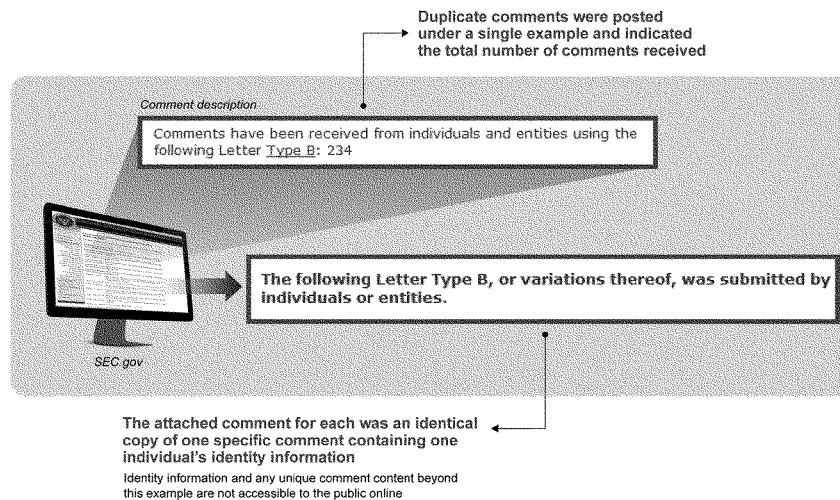 Duplicate comments were posted
under a single example and indicated
the total number of comments received
Comment description
Comments have been received from individuals and entities using the
following Letter Type B: 234
The following Letter Type B, or variations thereof, was submitted by
individuals or entities.
SEC.gov
The attached comment for each was an identical
copy of one specific comment containing one
individual's identity information
Identity information and any unique comment content beyond
this example are not accessible to the public online